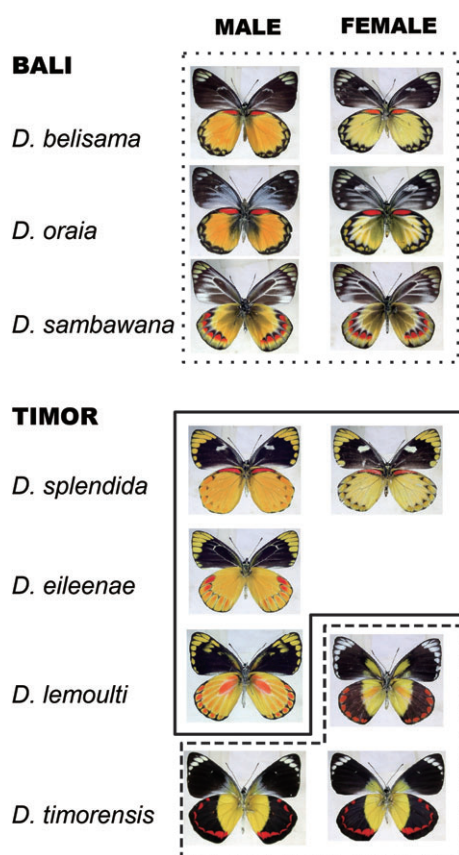 MALE FEMALE
BALI
D. belisama
D. oraia
D. sambawana
TIMOR
D. splendida
D. eileenae
D. lemoulti
D. timorensis